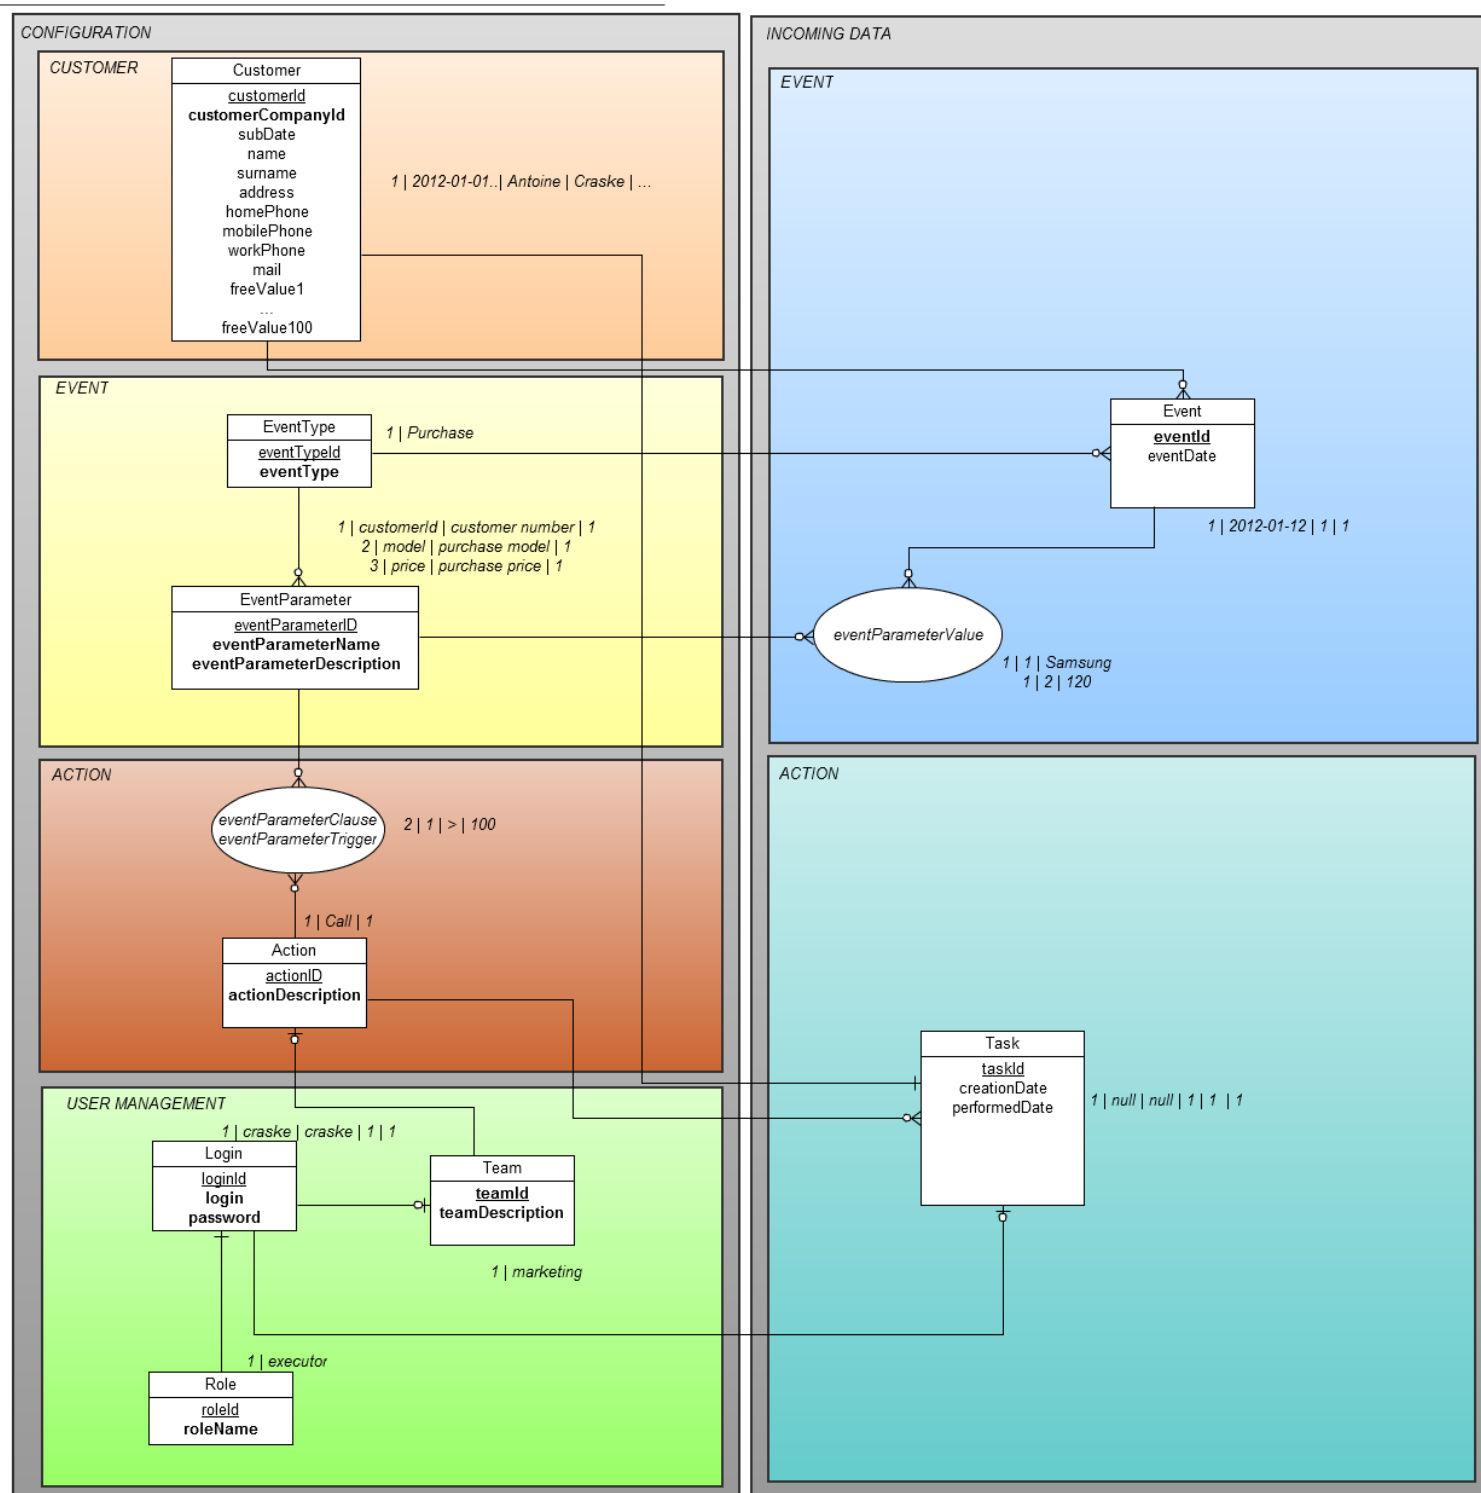 CONFIGURATION
CUSTOMER
Customer
customerId
customerCompanyId
subDate
name
surname
address
homePhone
mobilePhone
workPhone
mail
freeValue1
...
freeValue100
1 | 2012-01-01..| Antoine | Craske | ...
EVENT
EventType
eventTypeId
eventType
1 | Purchase
1 | customerId | customer number | 1
2 | model | purchase model | 1
3 | price | purchase price | 1
EventParameter
eventParameterID
eventParameterName
eventParameterDescription
ACTION
eventParameterClause
eventParameterTrigger
2 | 1 | > | 100
1 | Call | 1
Action
actionID
actionDescription
USER MANAGEMENT
1 | craske | craske | 1 | 1
Login
loginId
login
password
Team
teamId
teamDescription
1 | marketing
1 | executor
Role
roleId
roleName
INCOMING DATA
EVENT
Event
eventId
eventDate
1 | 2012-01-12 | 1 | 1
eventParameterValue
1 | 1 | Samsung
1 | 2 | 120
ACTION
Task
taskId
creationDate
performedDate
1 | null | null | 1 | 1 | 1